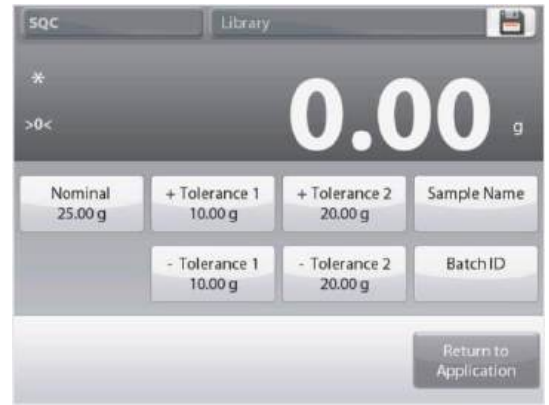 SQC Library
*
>0<
0.00 g
Nominal + Tolerance 1 + Tolerance 2 Sample Name
25.00 g 10.00 g 20.00 g
- Tolerance 1 - Tolerance 2 Batch ID
10.00 g 20.00 g
Return to
Application